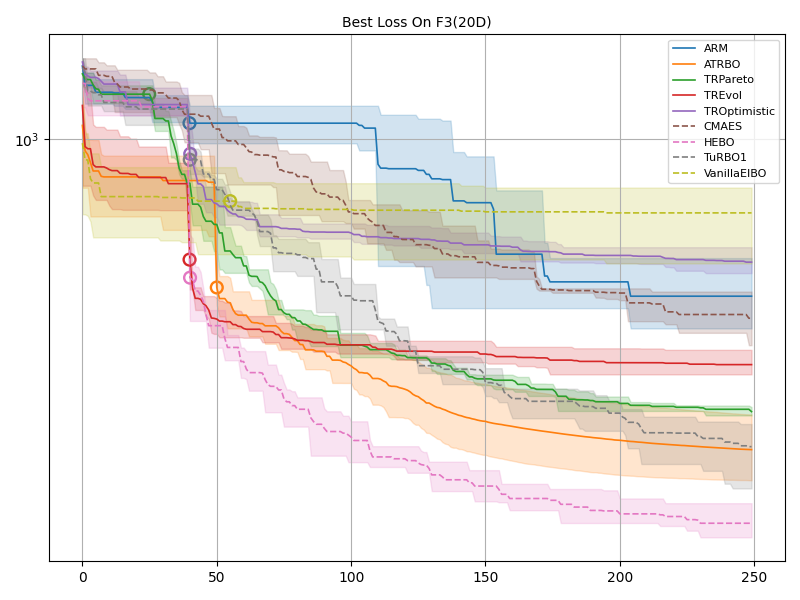 Best Loss On F3(20D)
10³
ARM
ATRBO
TRPareto
TREvol
TROptimistic
CMAES
HEBO
TuRBO1
VanillaEIBO
0 50 100 150 200 250